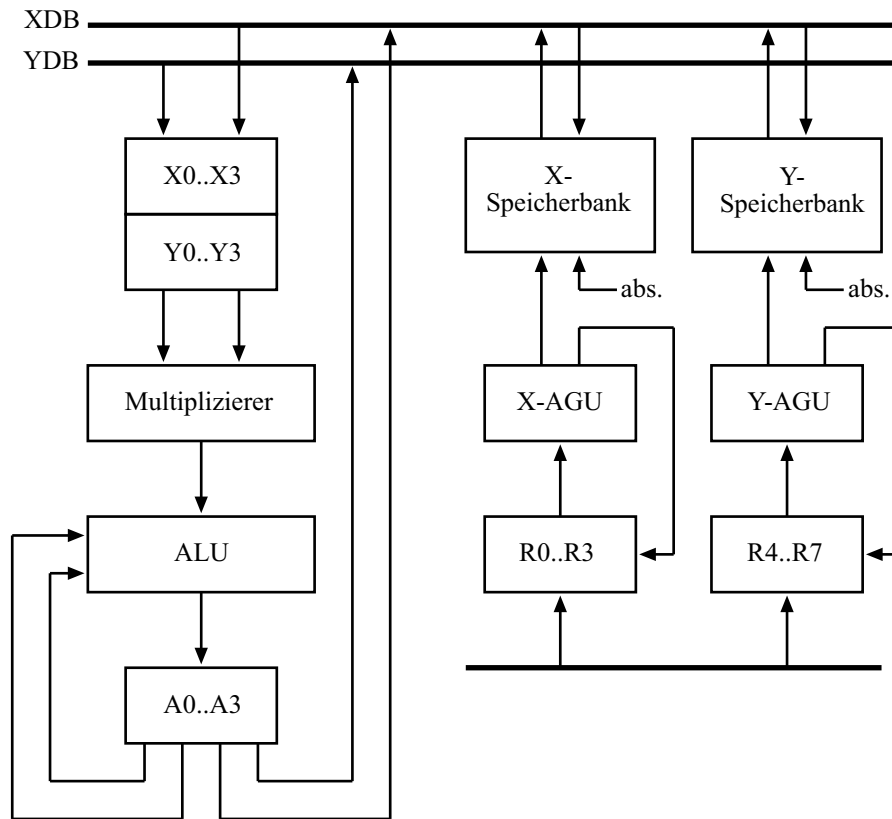 XDB
YDB
X0..X3
X-
Speicherbank
Y-
Speicherbank
Y0..Y3
abs.
abs.
Multiplizierer
X-AGU
Y-AGU
ALU
R0..R3
R4..R7
A0..A3